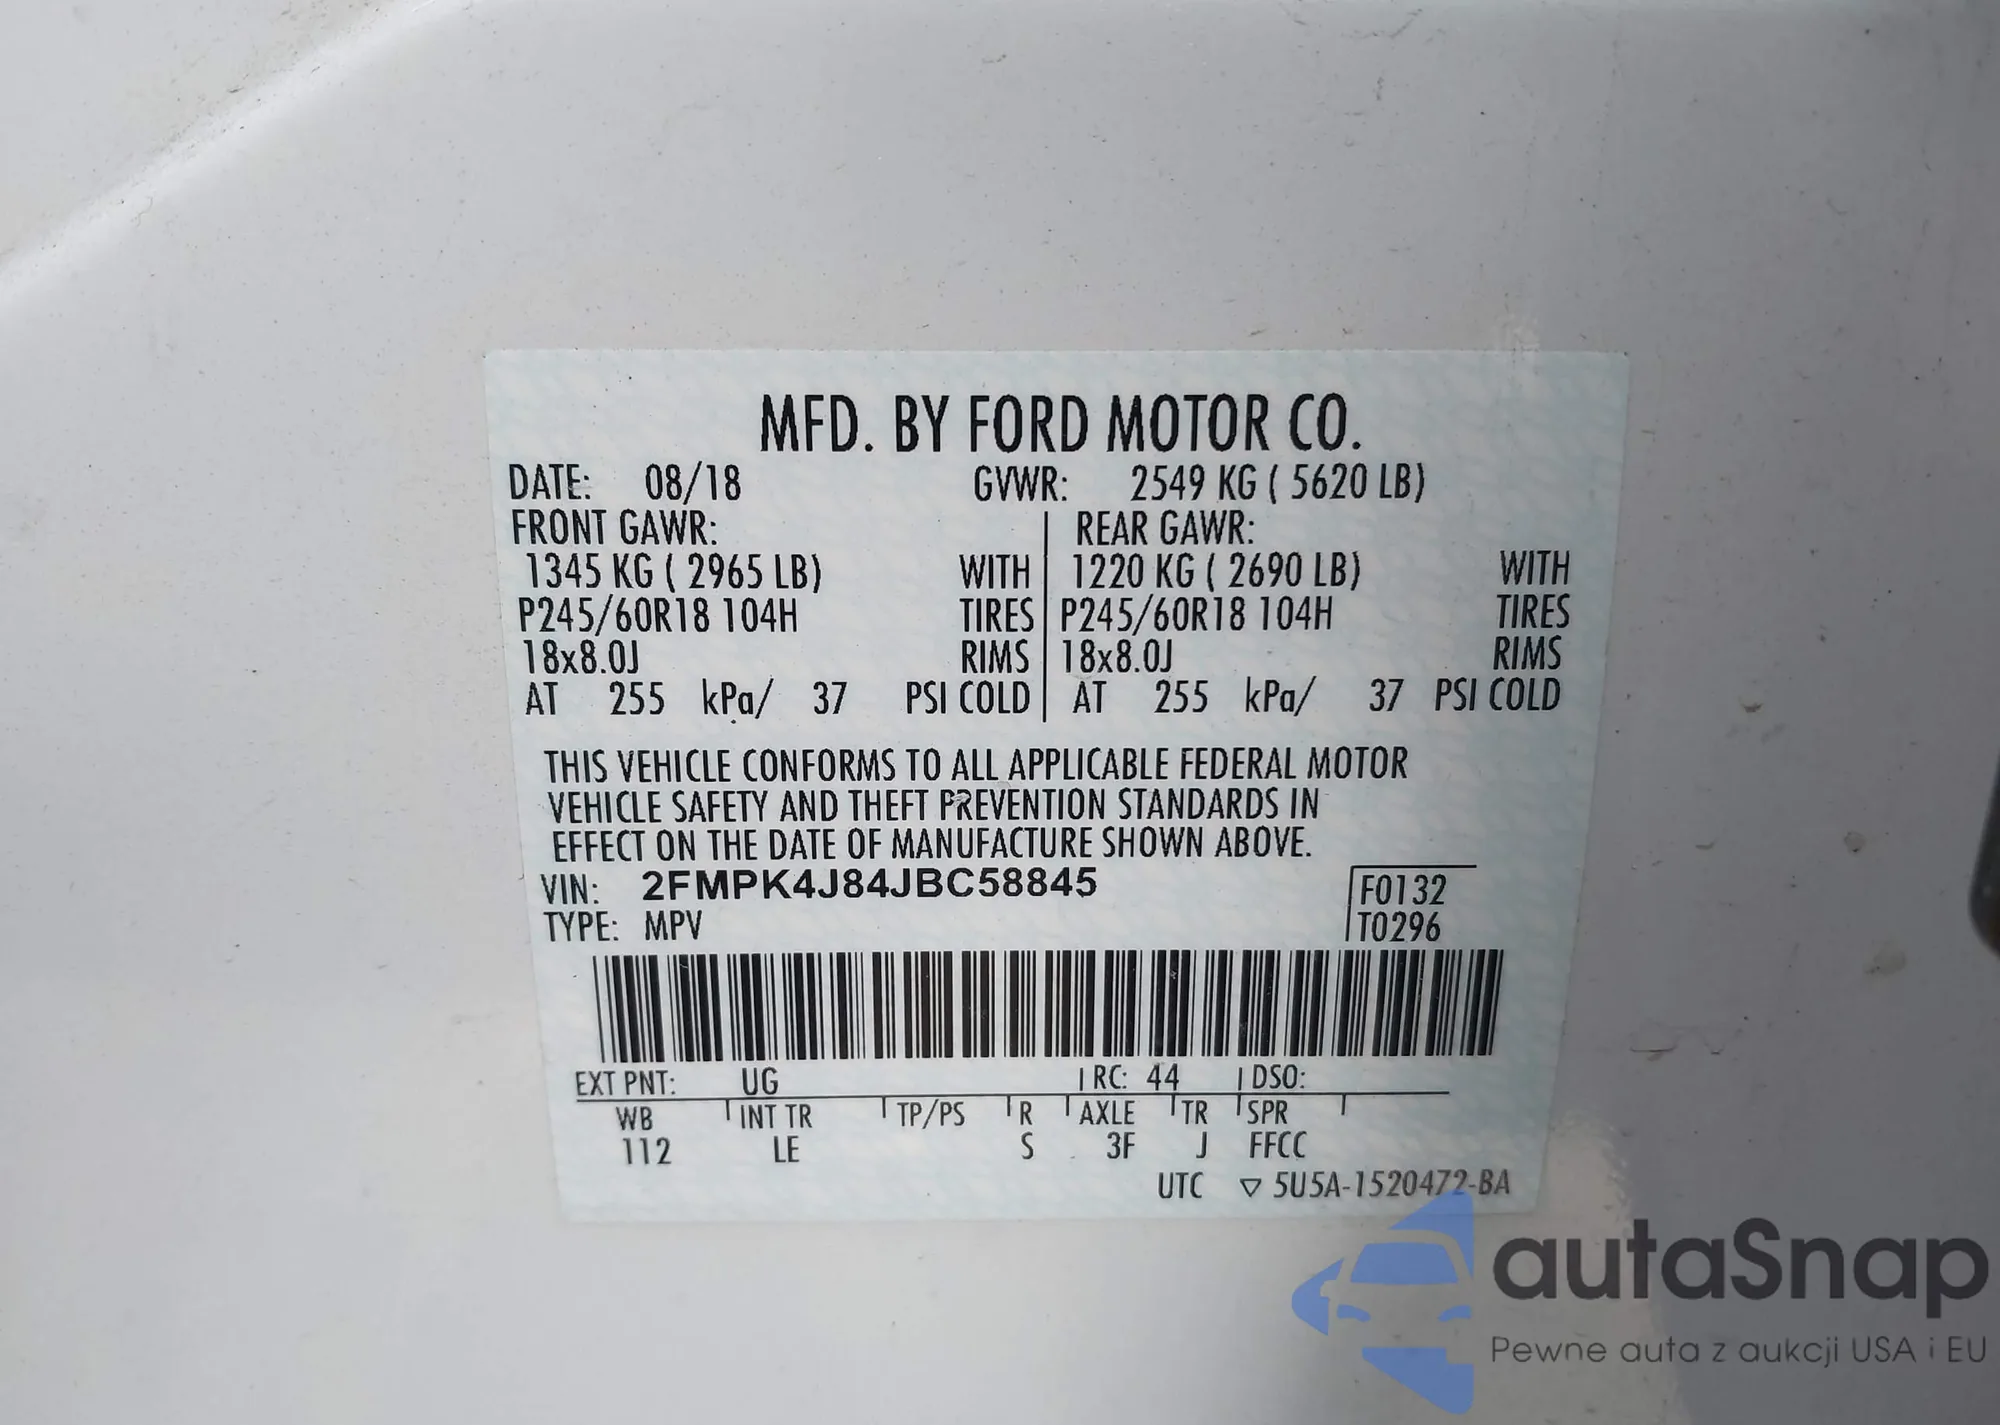 MFD. BY FORD MOTOR CO.
DATE: 08/18 GVWR: 2549 KG ( 5620 LB)
FRONT GAWR: REAR GAWR:
1345 KG ( 2965 LB) WITH 1220 KG ( 2690 LB) WITH
P245/60R18 104H TIRES P245/60R18 104H TIRES
18x8.0J RIMS 18x8.0J RIMS
AT 255 kPa/ 37 PSI COLD AT 255 kPa/ 37 PSI COLD
THIS VEHICLE CONFORMS TO ALL APPLICABLE FEDERAL MOTOR
VEHICLE SAFETY AND THEFT PREVENTION STANDARDS IN
EFFECT ON THE DATE OF MANUFACTURE SHOWN ABOVE.
VIN: 2FMPK4J84JBC58845 F0132
TYPE: MPV T0296
EXT PNT: UG RC: 44 DSO:
WB INT TR TP/PS R AXLE TR SPR
112 LE S 3F J FFCC
UTC ▽ 5U5A-1520472-BA
autaSnap
Pewne auta z aukcji USA i EU